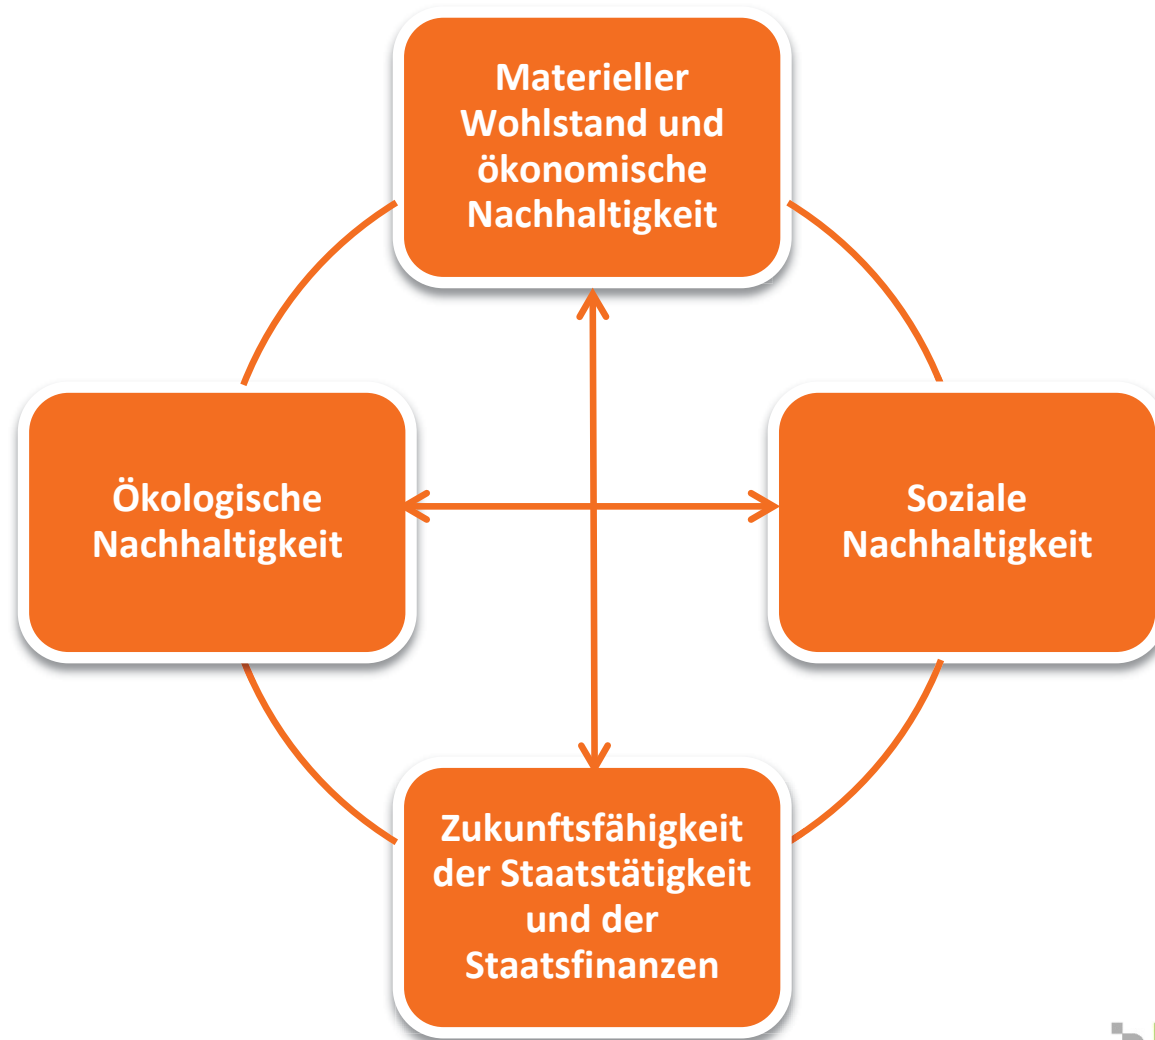 Materieller
Wohlstand und
ökonomische
Nachhaltigkeit
Ökologische
Nachhaltigkeit
Soziale
Nachhaltigkeit
Zukunftsfähigkeit
der Staatstätigkeit
und der
Staatsfinanzen